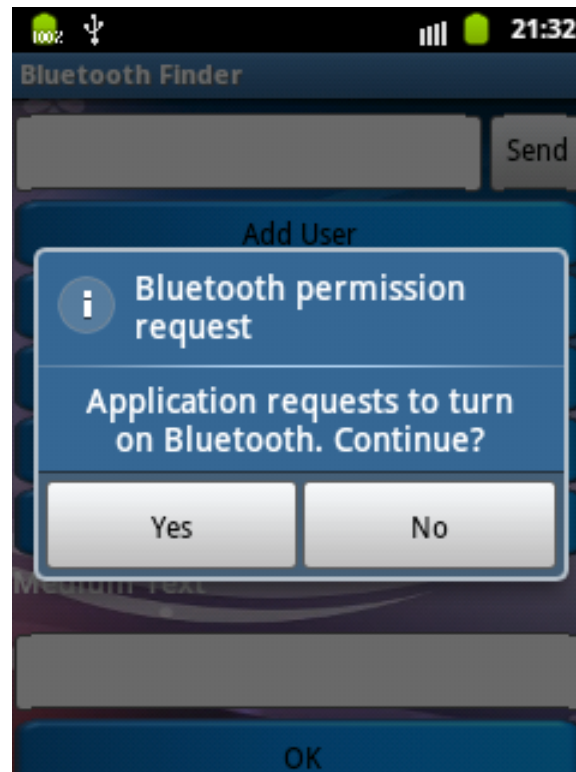 100%
21:32
Bluetooth Finder
Send
Add User
Bluetooth permission
request
Application requests to turn
on Bluetooth. Continue?
Yes
No
Medium Text
OK